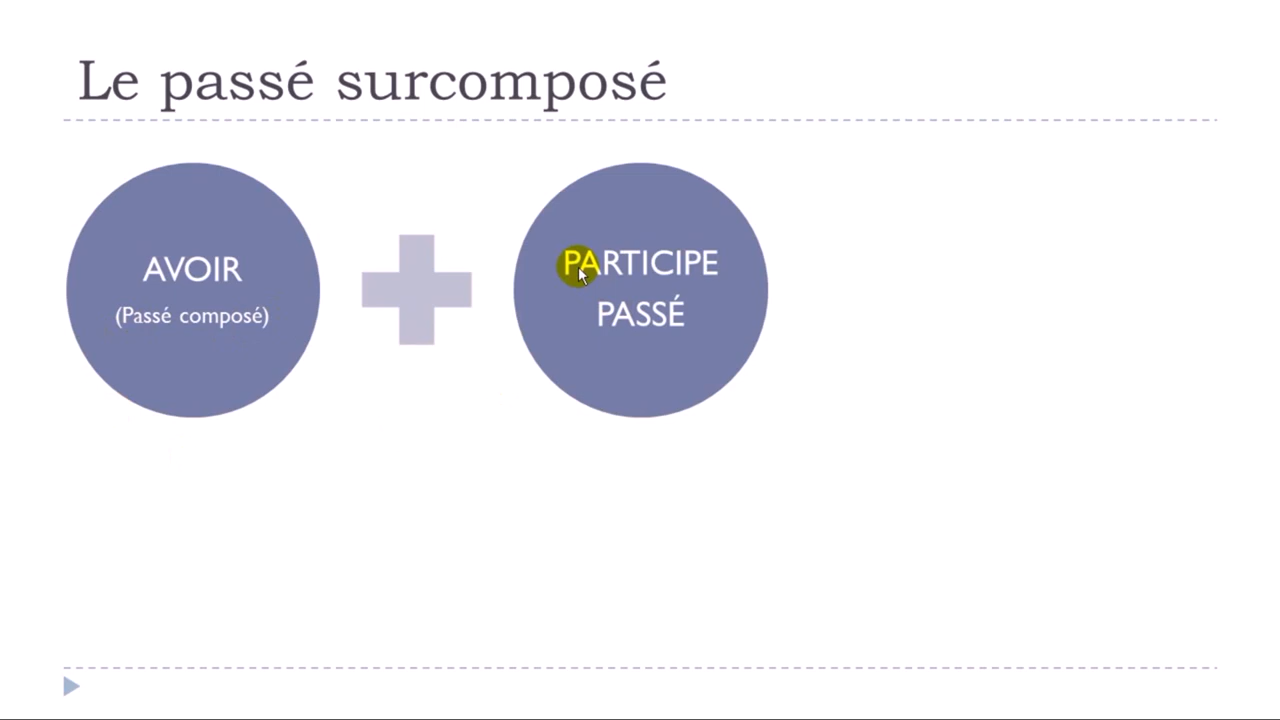 Le passé surcomposé
AVOIR
(Passé composé)
PARTICIPE
PASSÉ